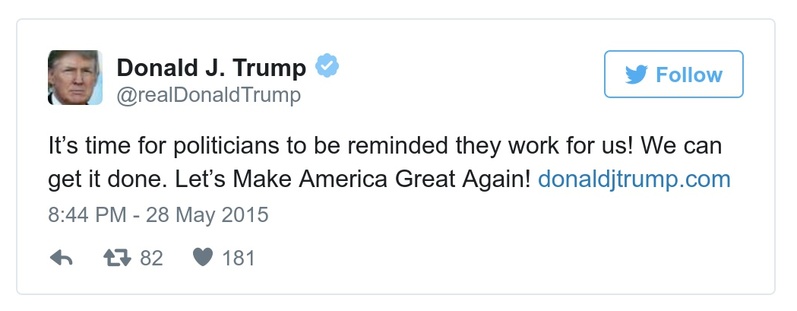 Donald J. Trump
@realDonaldTrump
Follow
It’s time for politicians to be reminded they work for us! We can
get it done. Let’s Make America Great Again! donaldjtrump.com
8:44 PM - 28 May 2015
82 181